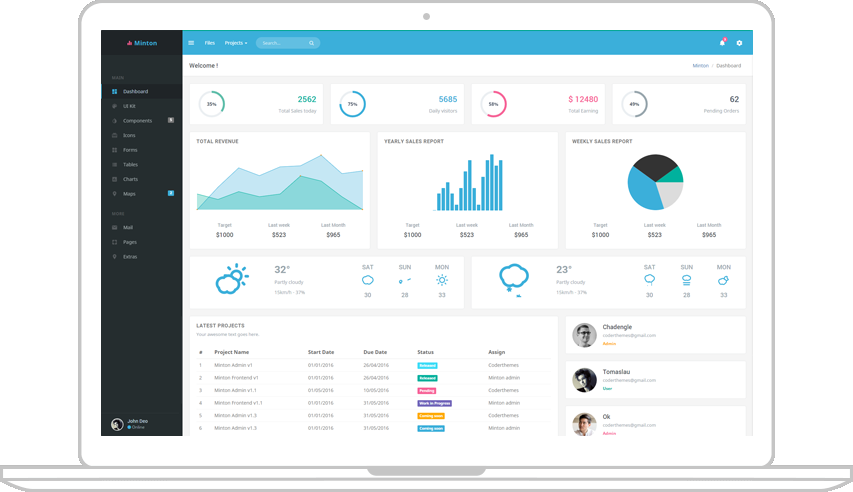 Minton
Files
Projects
Search...
Welcome !
Minton / Dashboard
MAIN
Dashboard
UI Kit
Components 5
Icons
Forms
Tables
Charts
Maps
MORE
Mail
Pages
Extras
John Deo
Online
35%
2562
Total Sales today
75%
5685
Daily visitors
58%
$ 12480
Total Earning
49%
62
Pending Orders
TOTAL REVENUE
Target Last week Last Month
$1000 $523 $965
YEARLY SALES REPORT
Target Last week Last Month
$1000 $523 $965
WEEKLY SALES REPORT
Target Last week Last Month
$1000 $523 $965
32°
Partly cloudy
15km/h - 37%
SAT SUN MON
30 28 33
23°
Partly cloudy
15km/h - 37%
SAT SUN MON
30 28 33
LATEST PROJECTS
Your awesome text goes here.
# Project Name Start Date Due Date Status Assign
1 Minton Admin v1 01/01/2016 26/04/2016 Released Coderthemes
2 Minton Frontend v1 01/01/2016 26/04/2016 Released Minton admin
3 Minton Admin v1.1 01/05/2016 10/05/2016 Pending Coderthemes
4 Minton Frontend v1.1 01/01/2016 31/05/2016 Work in Progress Minton admin
5 Minton Admin v1.3 01/01/2016 31/05/2016 Coming soon Coderthemes
6 Minton Admin v1.3 01/01/2016 31/05/2016 Coming soon Minton admin
Chadengle
coderthemes@gmail.com
Admin
Tomaslau
coderthemes@gmail.com
User
Ok
coderthemes@gmail.com
Admin